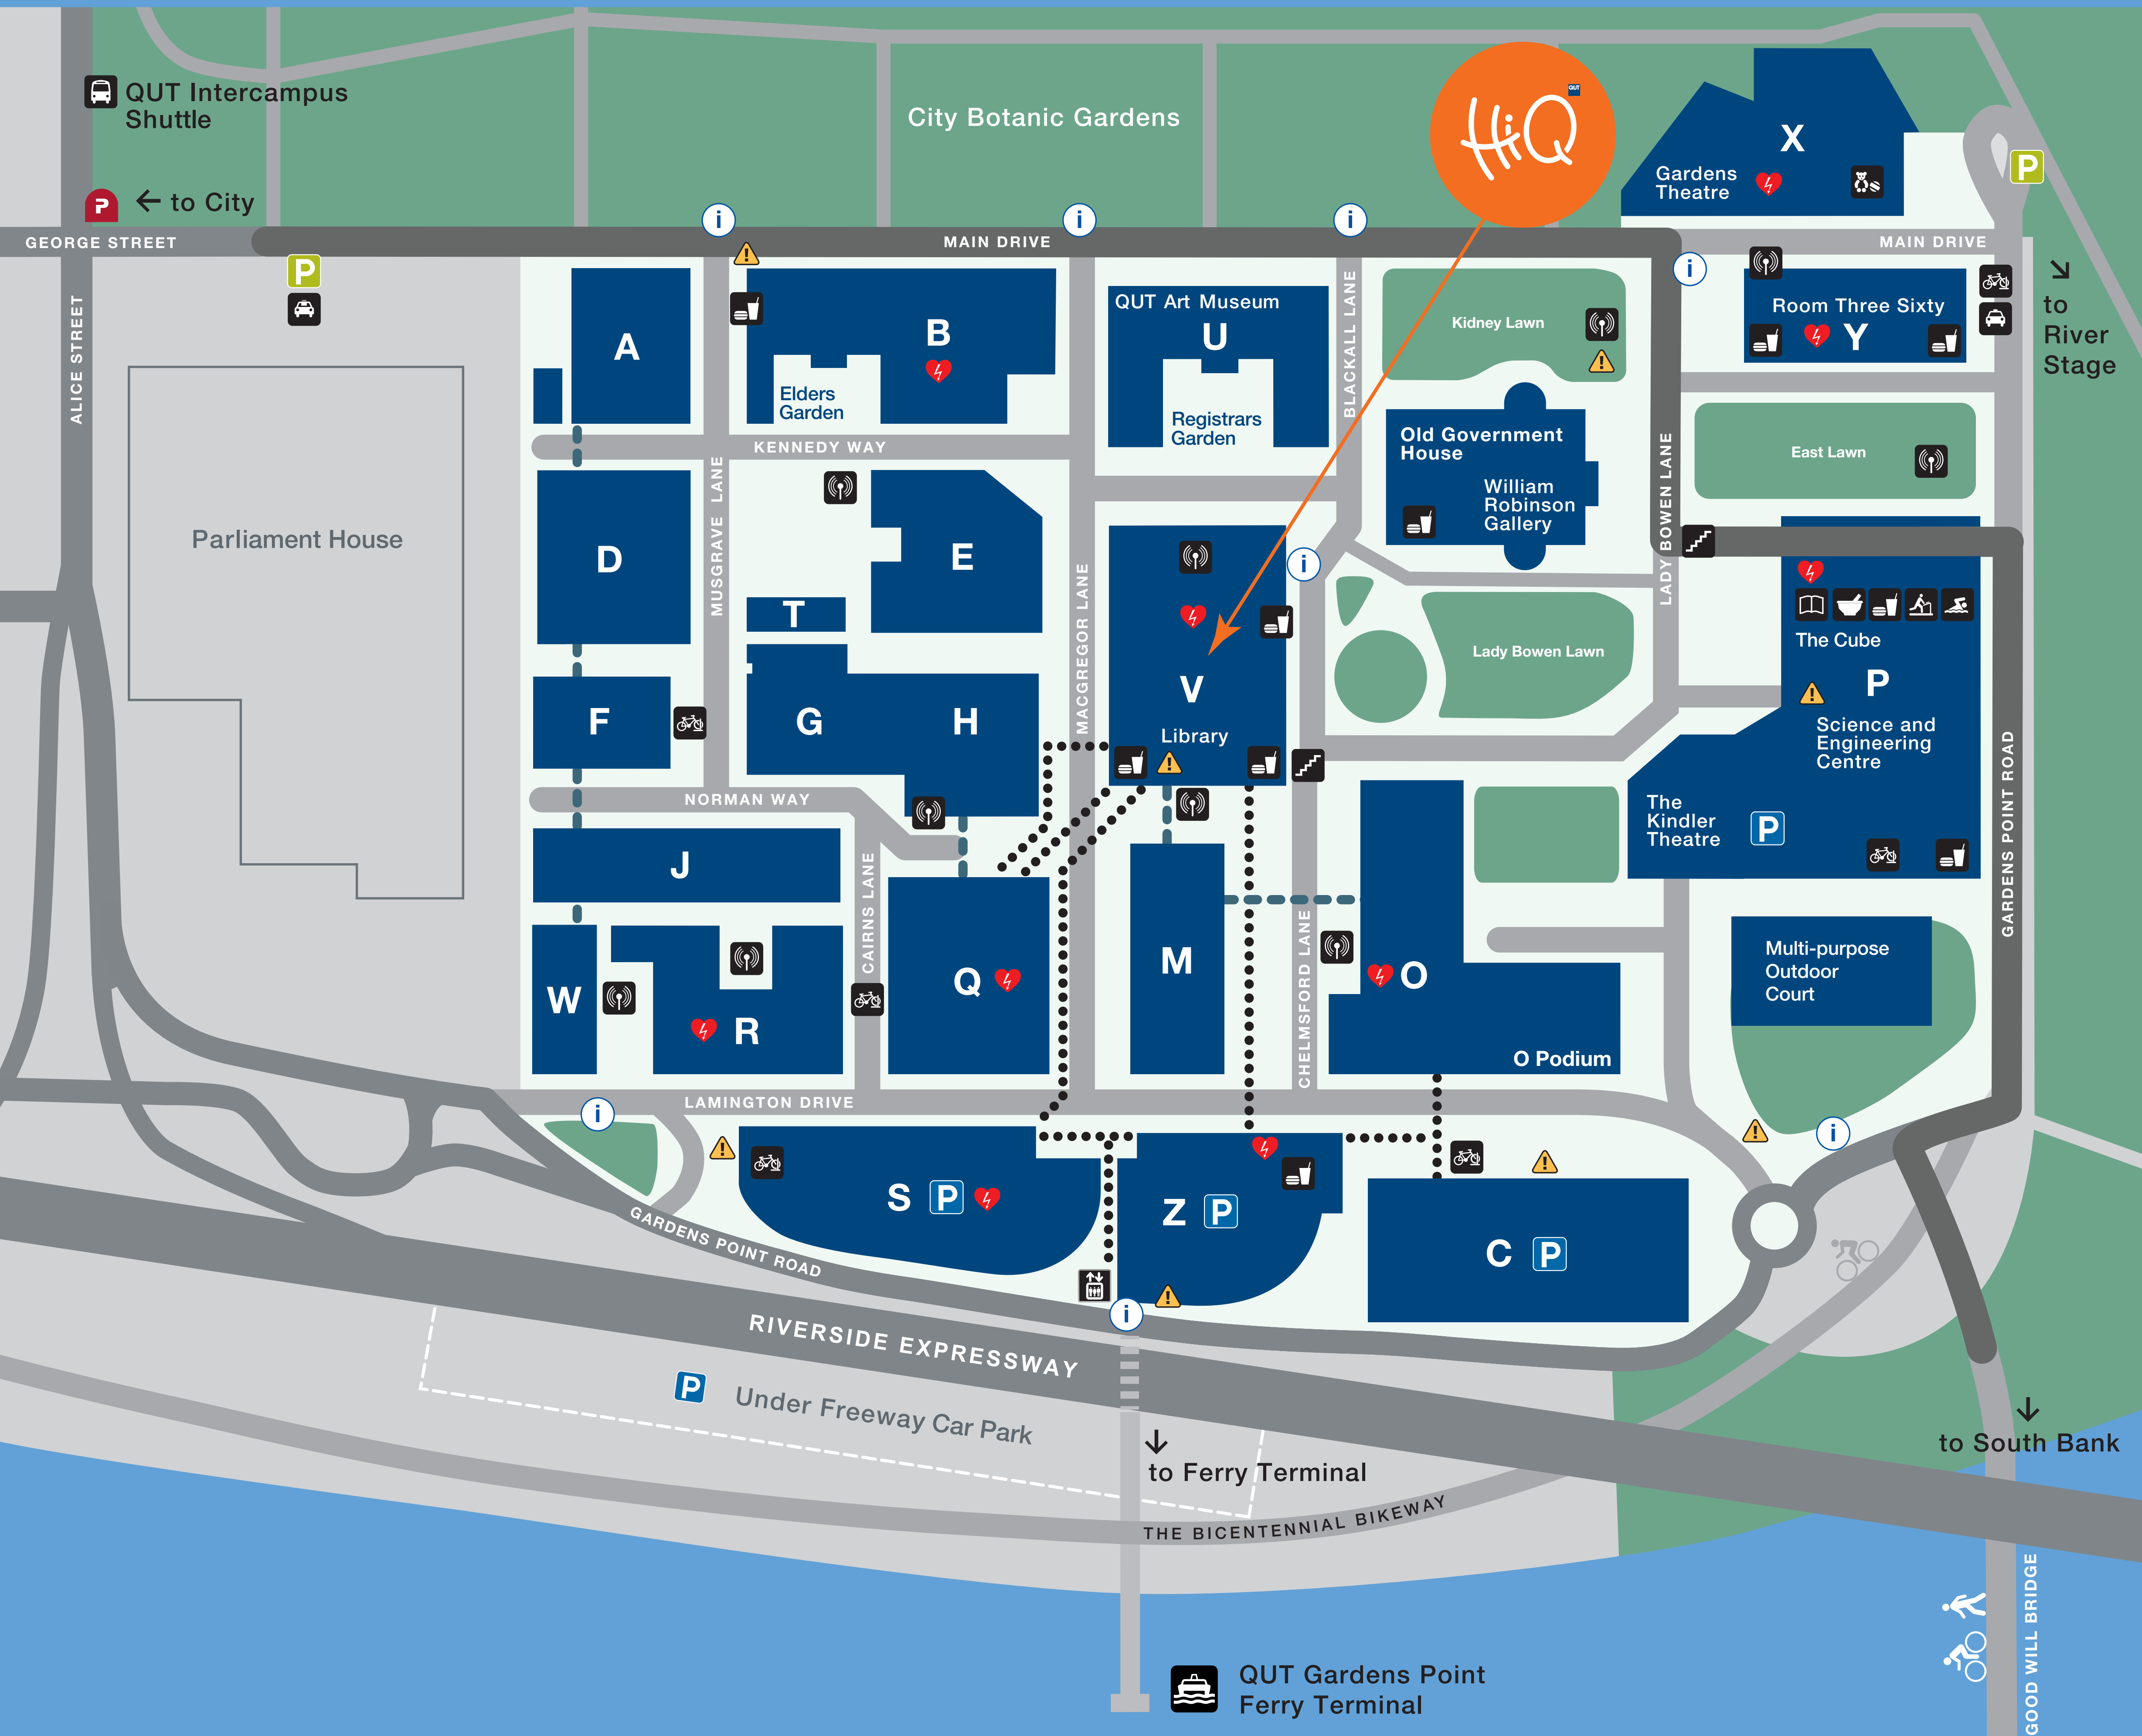 QUT Intercampus
Shuttle
P
← to City
GEORGE STREET
P
ALICE STREET
Parliament House
City Botanic Gardens
HiQ
QUT
X
Gardens
Theatre
P
i
i
i
i
MAIN DRIVE
MAIN DRIVE
↘
to
River
Stage
A
B
Elders
Garden
QUT Art Museum
U
Registrars
Garden
BLACKALL LANE
Kidney Lawn
Room Three Sixty
Y
KENNEDY WAY
Old Government
House
William
Robinson
Gallery
LADY BOWEN LANE
East Lawn
MUSGRAVE LANE
D
E
T
MACGREGOR LANE
i
V
Library
Lady Bowen Lawn
The Cube
P
Science and
Engineering
Centre
The
Kindler
Theatre
P
GARDENS POINT ROAD
F
G
H
NORMAN WAY
J
CAIRNS LANE
W
R
Q
M
CHELMSFORD LANE
O
O Podium
Multi-purpose
Outdoor
Court
LAMINGTON DRIVE
i
i
S P
Z P
C P
GARDENS POINT ROAD
i
RIVERSIDE EXPRESSWAY
P Under Freeway Car Park
↓
to Ferry Terminal
↓
to South Bank
THE BICENTENNIAL BIKEWAY
GOOD WILL BRIDGE
QUT Gardens Point
Ferry Terminal